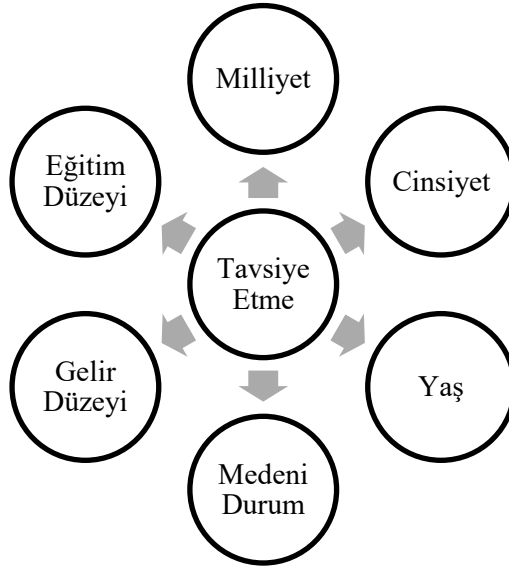 Milliyet
Eğitim
Düzeyi
Cinsiyet
Tavsiye
Etme
Gelir
Düzeyi
Yaş
Medeni
Durum